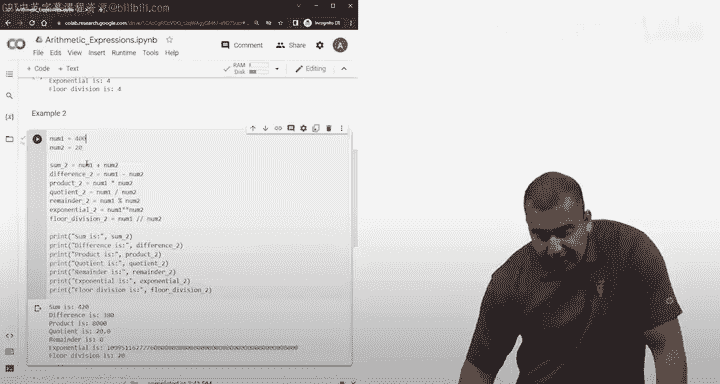 Arithmetic_Expressions.ipynb
File Edit View Insert Runtime Tools Help
Comment Share A
+ Code + Text
RAM
Disk
Editing
Exponential is: 4
Floor division is: 4
Example 2
num1 = 400
num2 = 20
sum_2 = num1 + num2
difference_2 = num1 - num2
product_2 = num1 * num2
quotient_2 = num1 / num2
remainder_2 = num1 % num2
exponential_2 = num1**num2
floor_division_2 = num1 // num2
print("Sum is:", sum_2)
print("Difference is:", difference_2)
print("Product is:", product_2)
print("Quotient is:", quotient_2)
print("Remainder is:", remainder_2)
print("Exponential is:", exponential_2)
print("Floor division is:", floor_division_2)
Sum is: 420
Difference is: 380
Product is: 8000
Quotient is: 20.0
Remainder is: 0
Exponential is:
Floor division is: 20